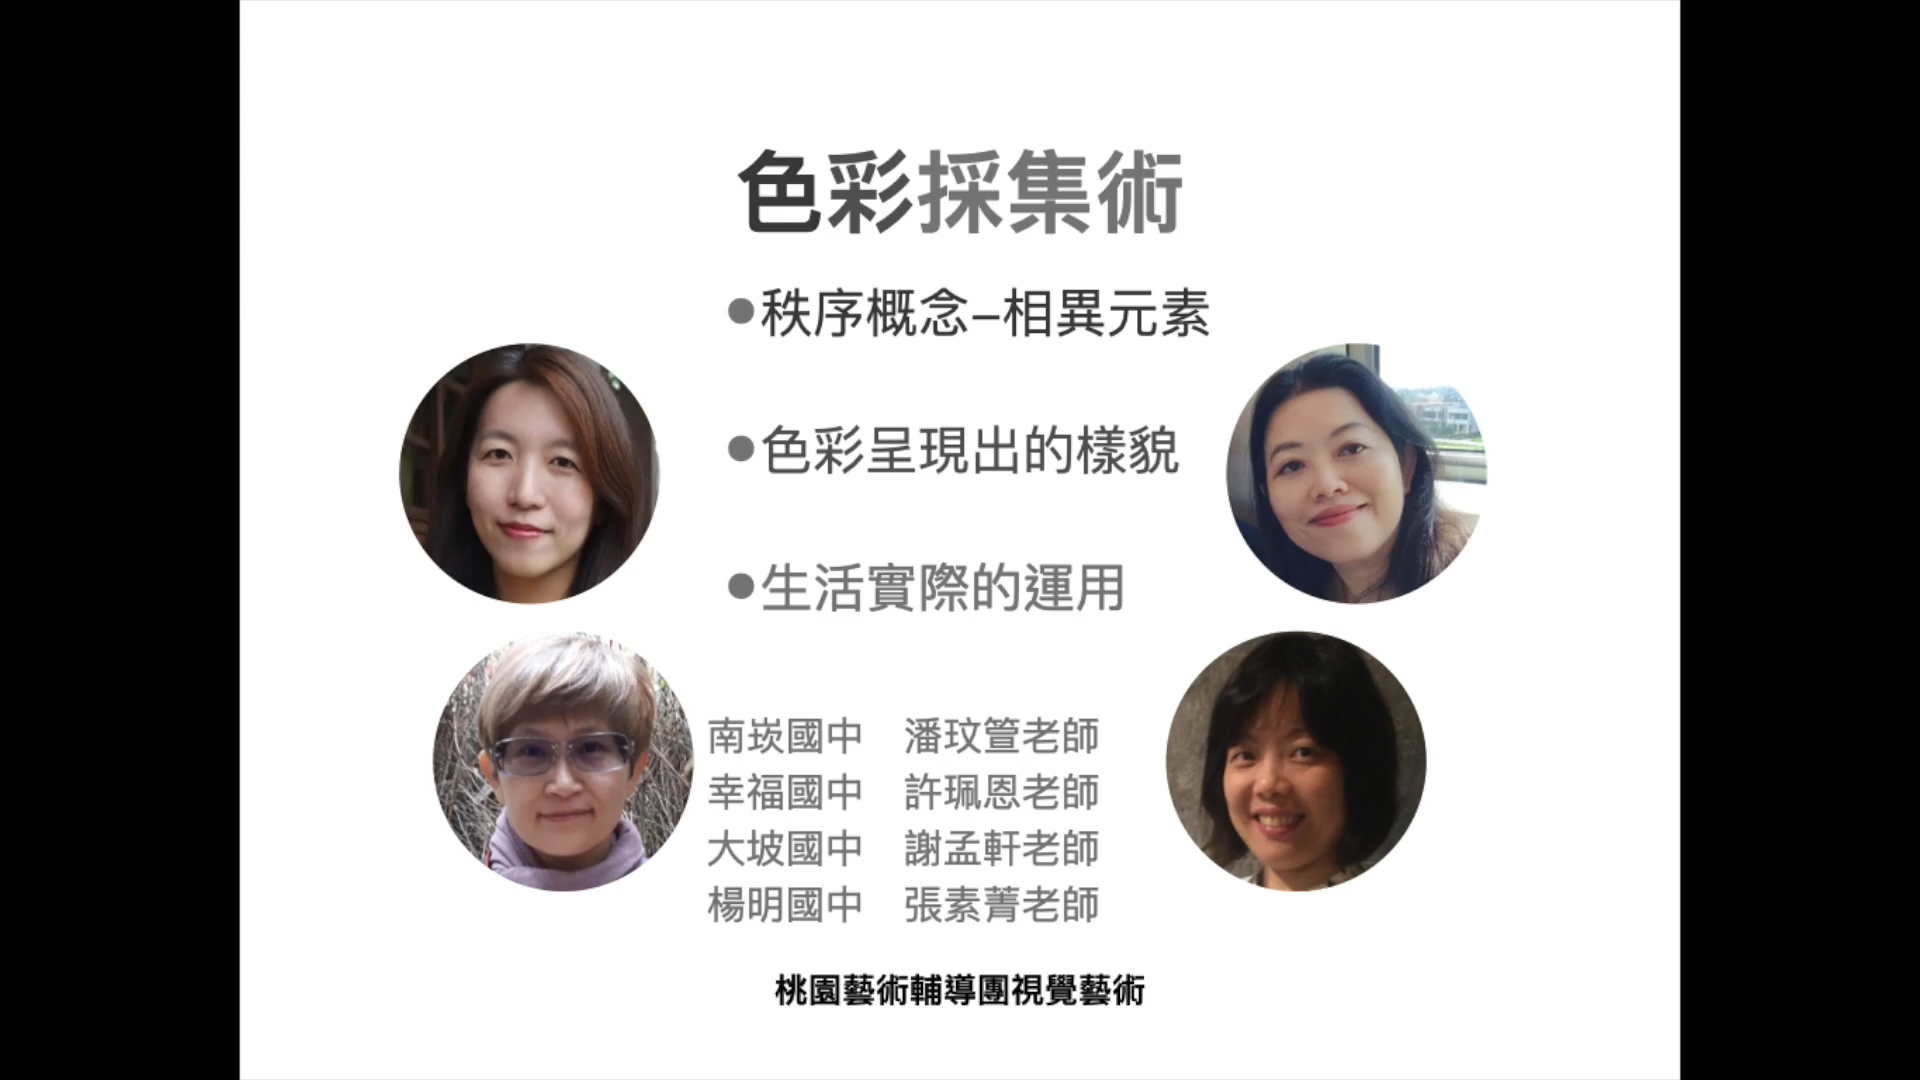 色彩採集術
●秩序概念–相異元素
●色彩呈現出的樣貌
●生活實際的運用
南崁國中 潘玟萱老師
幸福國中 許珮恩老師
大坡國中 謝孟軒老師
楊明國中 張素菁老師
桃園藝術輔導團視覺藝術